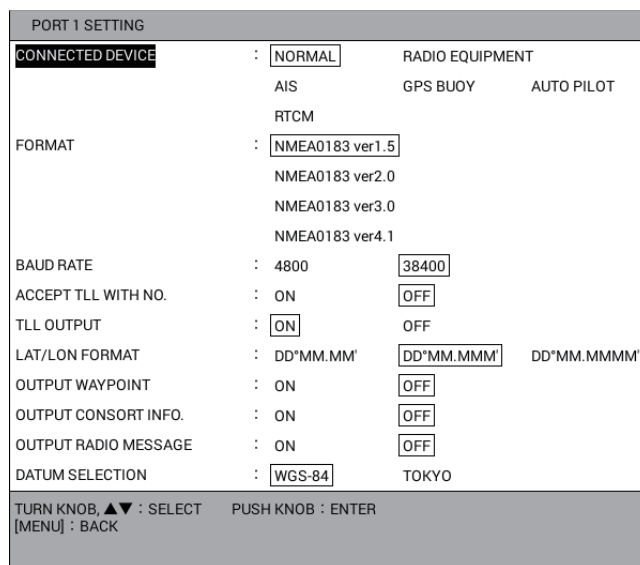 PORT 1 SETTING
CONNECTED DEVICE : NORMAL RADIO EQUIPMENT
AIS GPS BUOY AUTO PILOT
RTCM
FORMAT : NMEA0183 ver1.5
NMEA0183 ver2.0
NMEA0183 ver3.0
NMEA0183 ver4.1
BAUD RATE : 4800 38400
ACCEPT TLL WITH NO. : ON OFF
TLL OUTPUT : ON OFF
LAT/LON FORMAT : DD°MM.MM' DD°MM.MMM' DD°MM.MMMM'
OUTPUT WAYPOINT : ON OFF
OUTPUT CONSORT INFO. : ON OFF
OUTPUT RADIO MESSAGE : ON OFF
DATUM SELECTION : WGS-84 TOKYO
TURN KNOB, ▲▼ : SELECT PUSH KNOB : ENTER
[MENU] : BACK